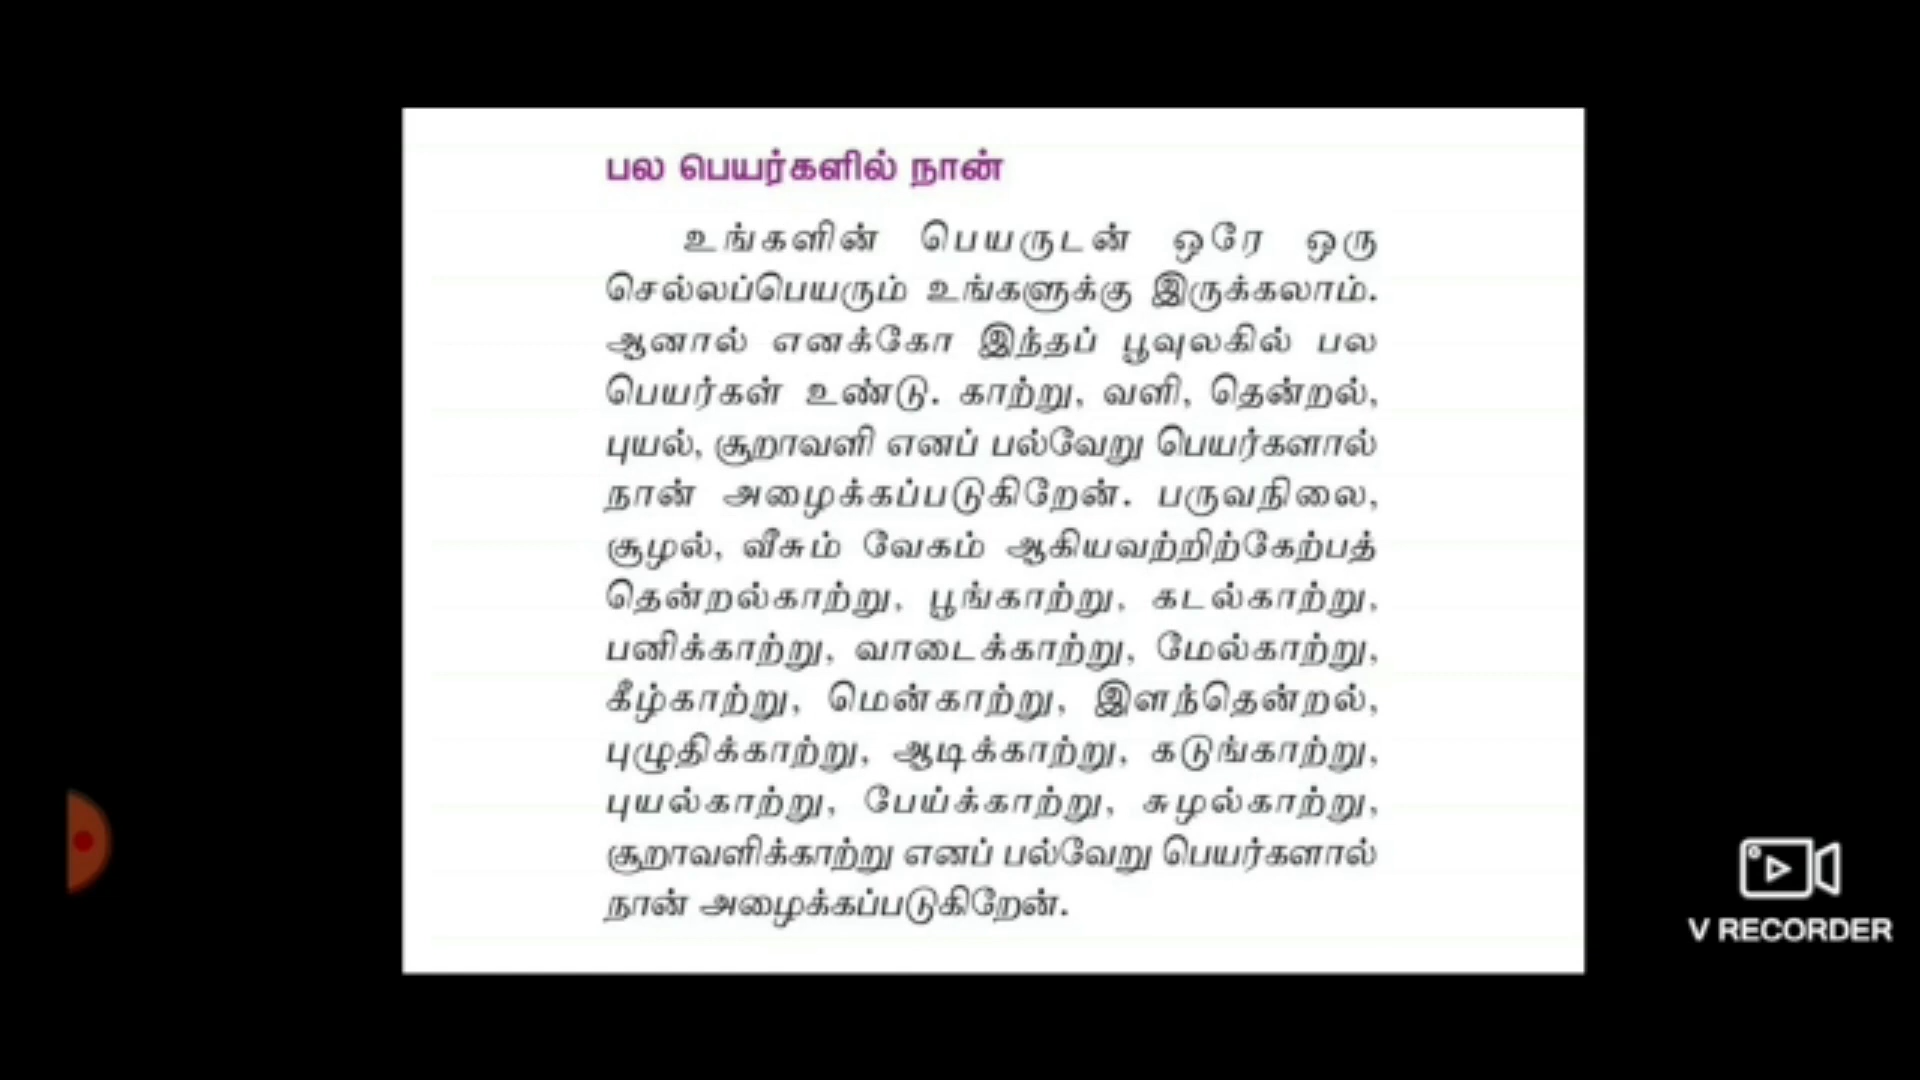 பல பெயர்களில் நான்
உங்களின் பெயருடன் ஒரே ஒரு
செல்லப்பெயரும் உங்களுக்கு இருக்கலாம்.
ஆனால் எனக்கோ இந்தப் பூவுலகில் பல
பெயர்கள் உண்டு. காற்று, வளி, தென்றல்,
புயல், சூறாவளி எனப் பல்வேறு பெயர்களால்
நான் அழைக்கப்படுகிறேன். பருவநிலை,
சூழல், வீசும் வேகம் ஆகியவற்றிற்கேற்பத்
தென்றல்காற்று, பூங்காற்று, கடல்காற்று,
பனிக்காற்று, வாடைக்காற்று, மேல்காற்று,
கீழ்காற்று, மென்காற்று, இளந்தென்றல்,
புழுதிக்காற்று, ஆடிக்காற்று, கடுங்காற்று,
புயல்காற்று, பேய்க்காற்று, சுழல்காற்று,
சூறாவளிக்காற்று எனப் பல்வேறு பெயர்களால்
நான் அழைக்கப்படுகிறேன்.
V RECORDER